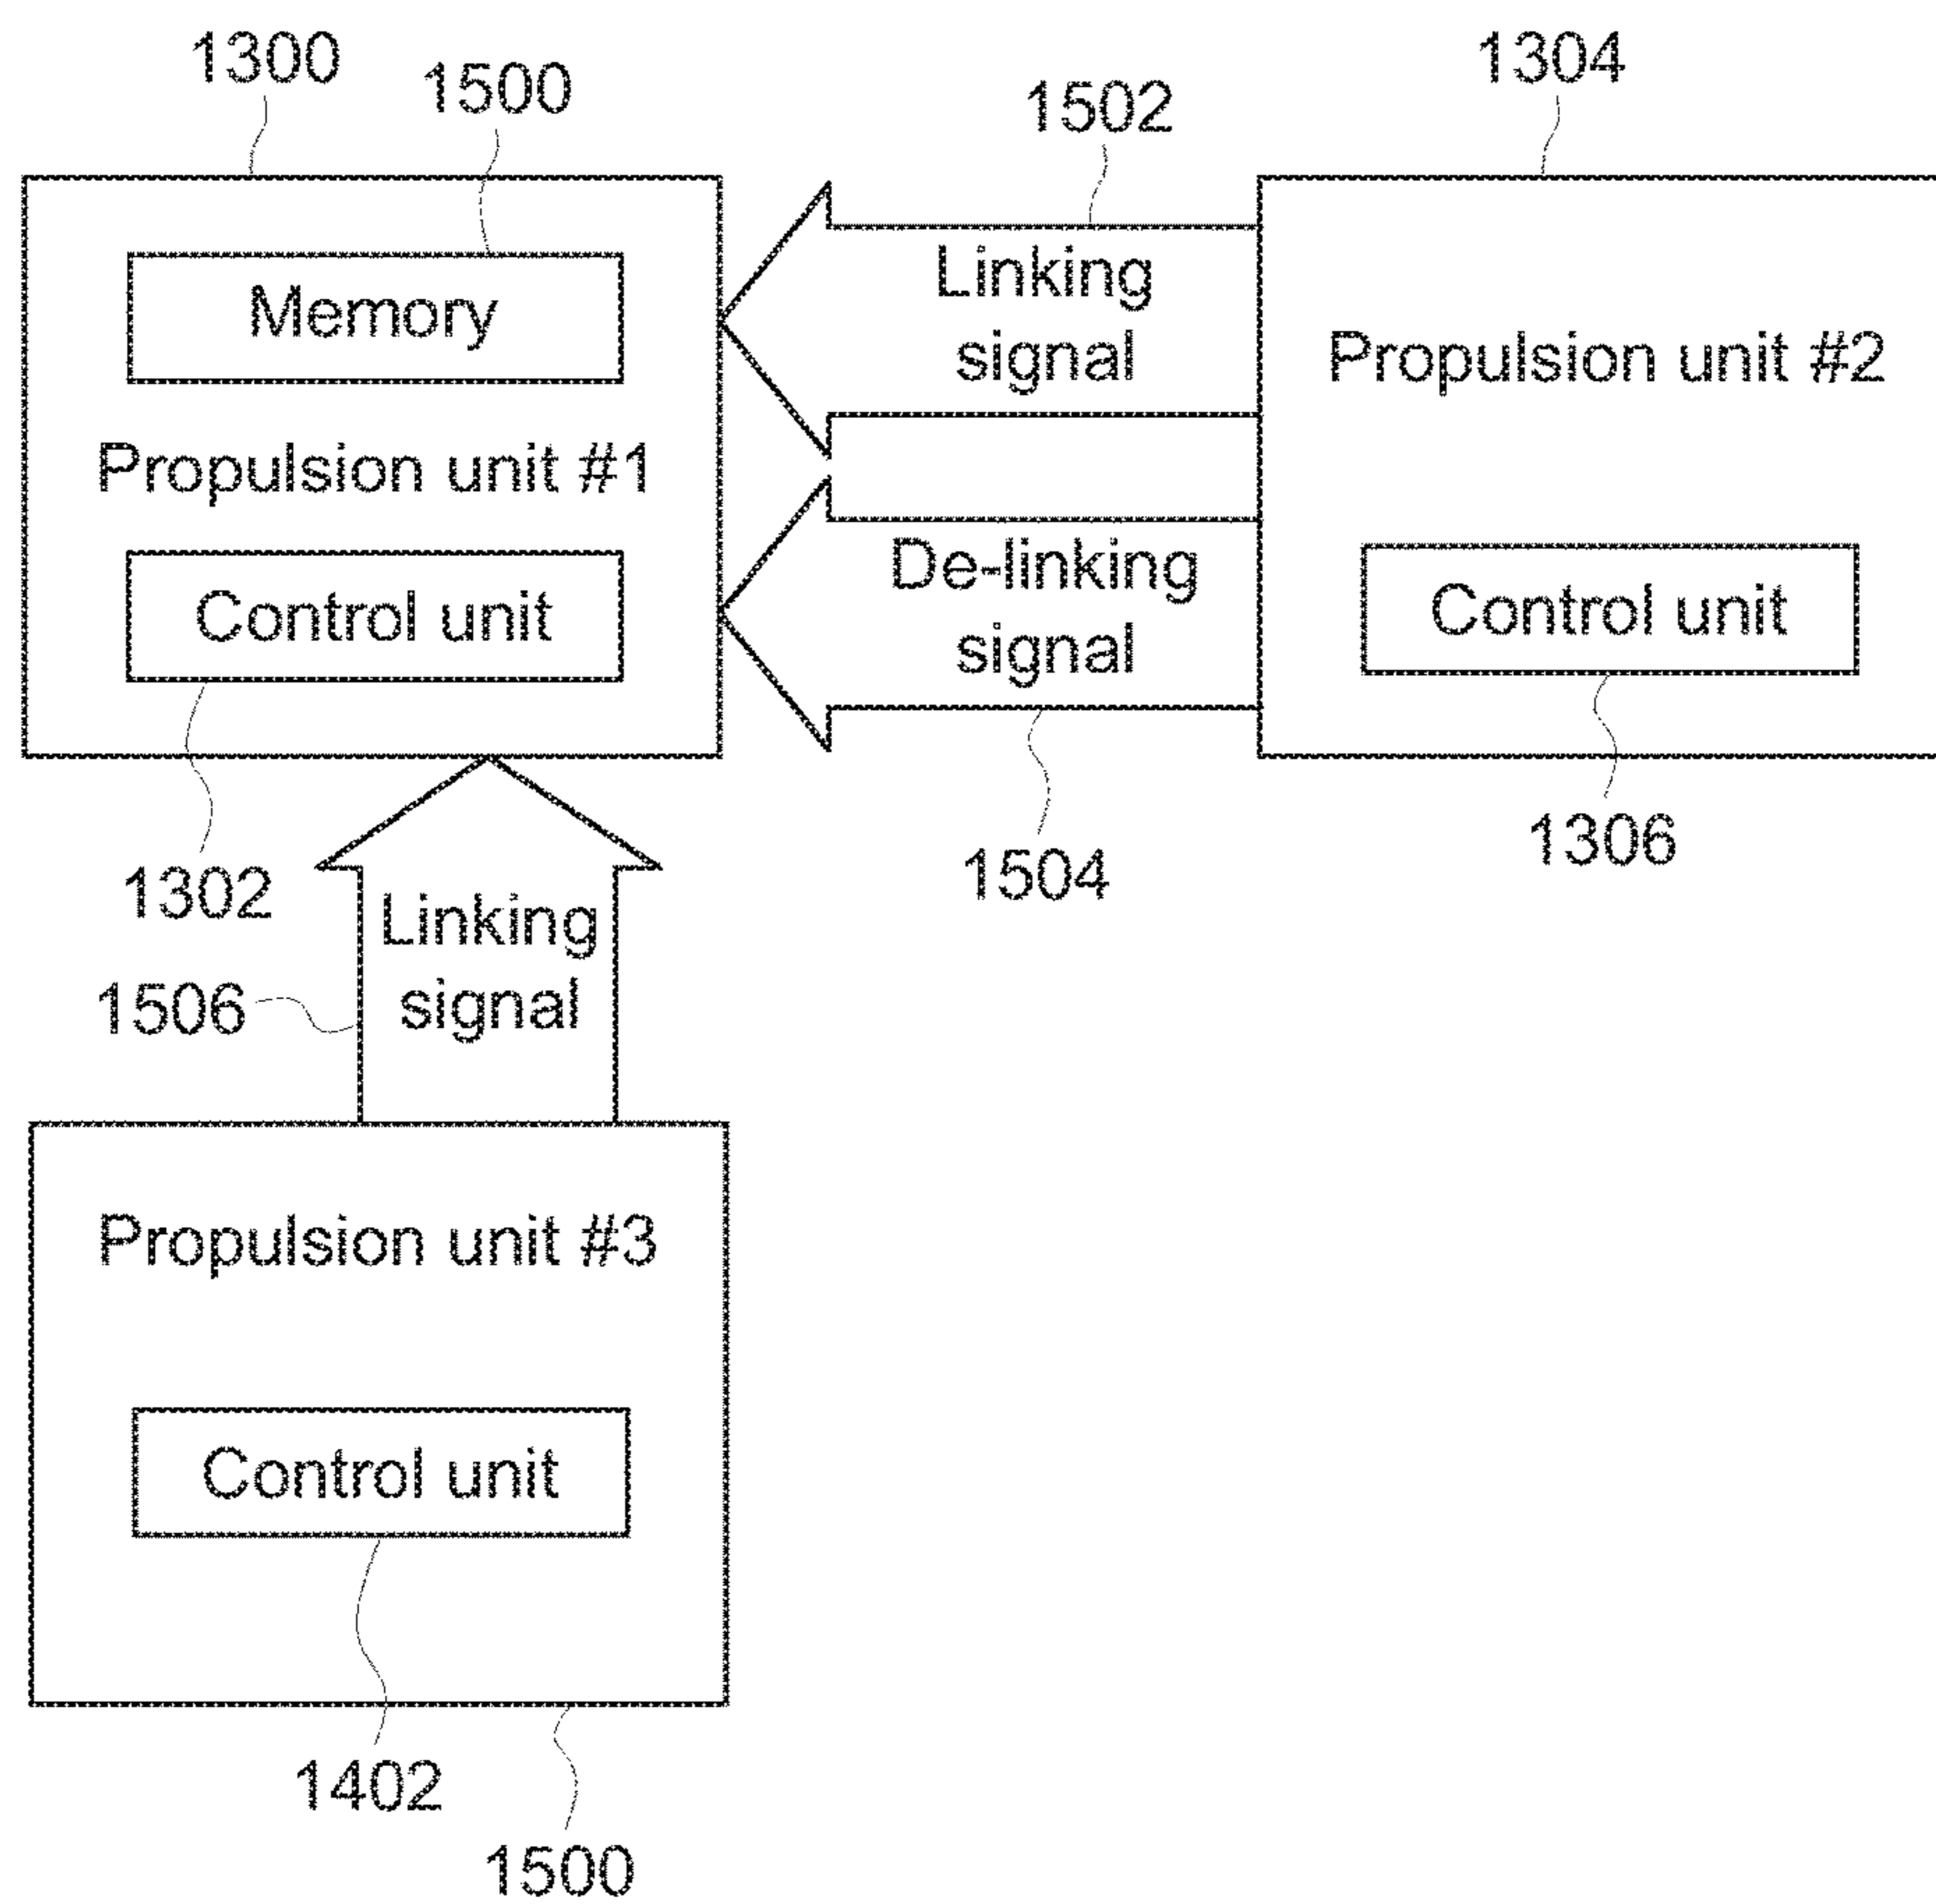 1300
1500
1502
1304
Memory
Propulsion unit #1
Control unit
Linking
signal
De-linking
signal
Propulsion unit #2
Control unit
1302
1504
1306
Linking
signal
1506
Propulsion unit #3
Control unit
1402
1500